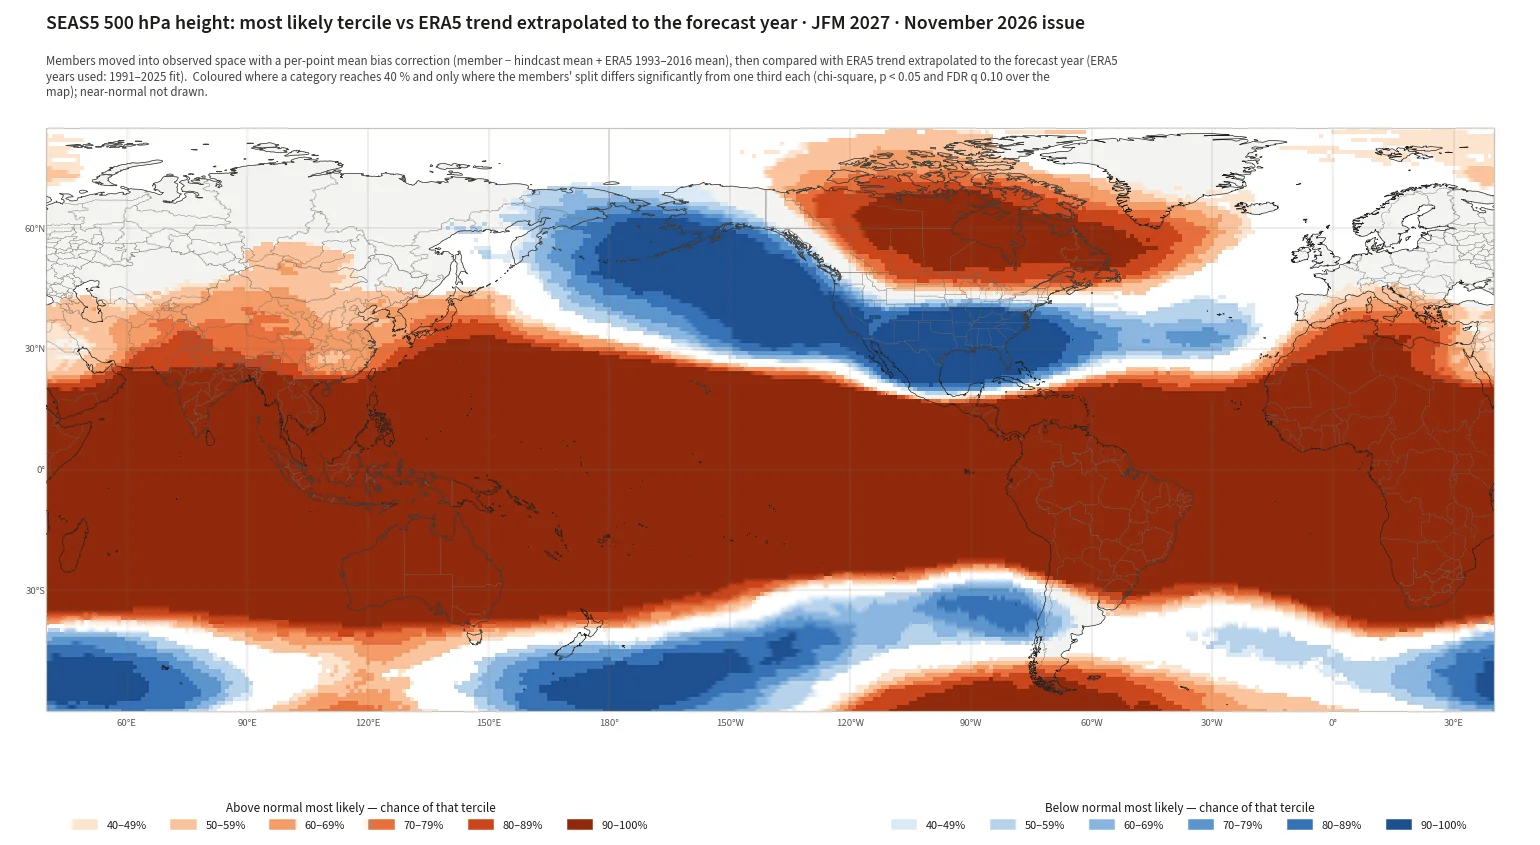 SEAS5 500 hPa height: most likely tercile vs ERA5 trend extrapolated to the forecast year · JFM 2027 · November 2026 issue
Members moved into observed space with a per-point mean bias correction (member − hindcast mean + ERA5 1993–2016 mean), then compared with ERA5 trend extrapolated to the forecast year (ERA5
years used: 1991–2025 fit). Coloured where a category reaches 40 % and only where the members' split differs significantly from one third each (chi-square, p < 0.05 and FDR q 0.10 over the
map); near-normal not drawn.
60°N
30°N
0°
30°S
60°E 90°E 120°E 150°E 180° 150°W 120°W 90°W 60°W 30°W 0° 30°E
Above normal most likely — chance of that tercile
40–49% 50–59% 60–69% 70–79% 80–89% 90–100%
Below normal most likely — chance of that tercile
40–49% 50–59% 60–69% 70–79% 80–89% 90–100%